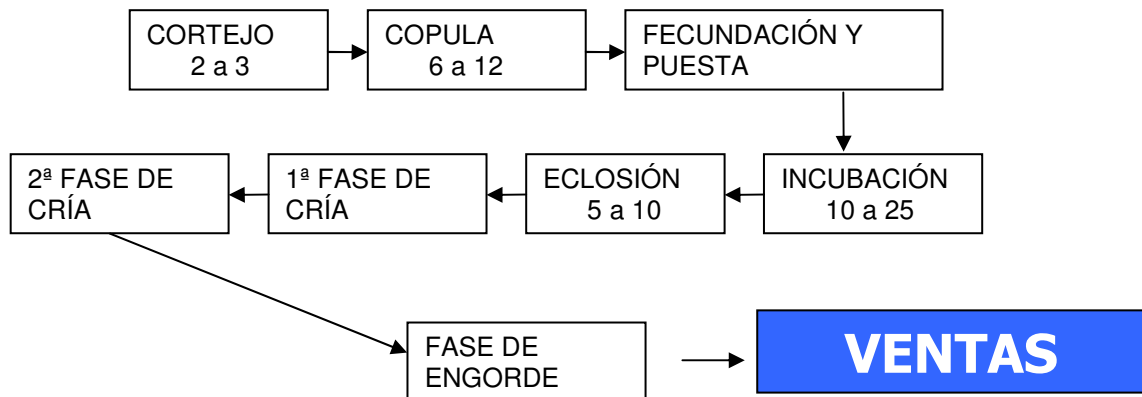 CORTEJO
2 a 3
COPULA
6 a 12
FECUNDACIÓN Y
PUESTA
INCUBACIÓN
10 a 25
ECLOSIÓN
5 a 10
1ª FASE DE
CRÍA
2ª FASE DE
CRÍA
FASE DE
ENGORDE
VENTAS